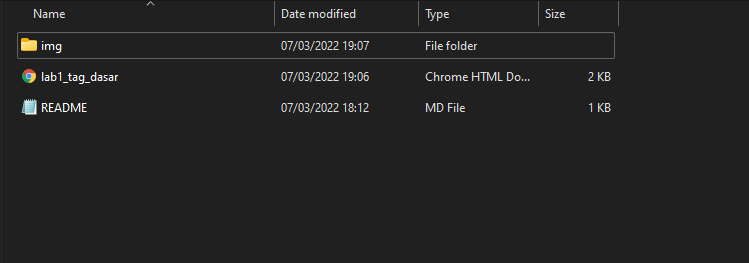 Name Date modified Type Size
img 07/03/2022 19:07 File folder
lab1_tag_dasar 07/03/2022 19:06 Chrome HTML Do... 2 KB
README 07/03/2022 18:12 MD File 1 KB